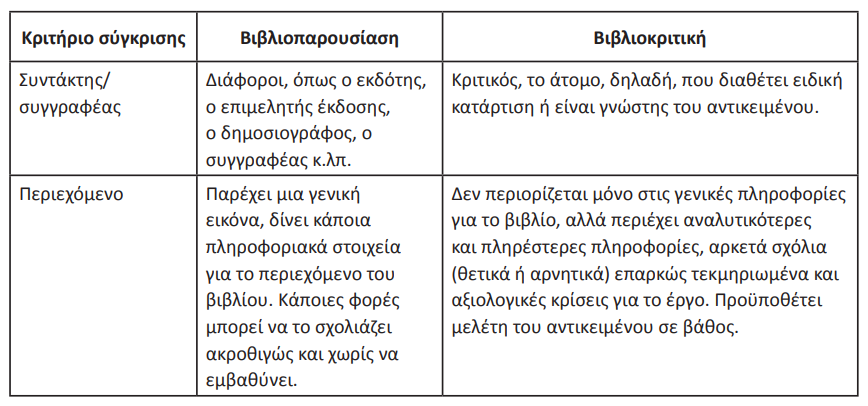 Κριτήριο σύγκρισης Βιβλιοπαρουσίαση Βιβλιοκριτική
Συντάκτης/
συγγραφέας
Διάφοροι, όπως ο εκδότης,
ο επιμελητής έκδοσης,
ο δημοσιογράφος, ο
συγγραφέας κ.λπ.
Κριτικός, το άτομο, δηλαδή, που διαθέτει ειδική
κατάρτιση ή είναι γνώστης του αντικειμένου.
Περιεχόμενο
Παρέχει μια γενική
εικόνα, δίνει κάποια
πληροφοριακά στοιχεία
για το περιεχόμενο του
βιβλίου. Κάποιες φορές
μπορεί να το σχολιάζει
ακροθιγώς και χωρίς να
εμβαθύνει.
Δεν περιορίζεται μόνο στις γενικές πληροφορίες
για το βιβλίο, αλλά περιέχει αναλυτικότερες
και πληρέστερες πληροφορίες, αρκετά σχόλια
(θετικά ή αρνητικά) επαρκώς τεκμηριωμένα και
αξιολογικές κρίσεις για το έργο. Προϋποθέτει
μελέτη του αντικειμένου σε βάθος.